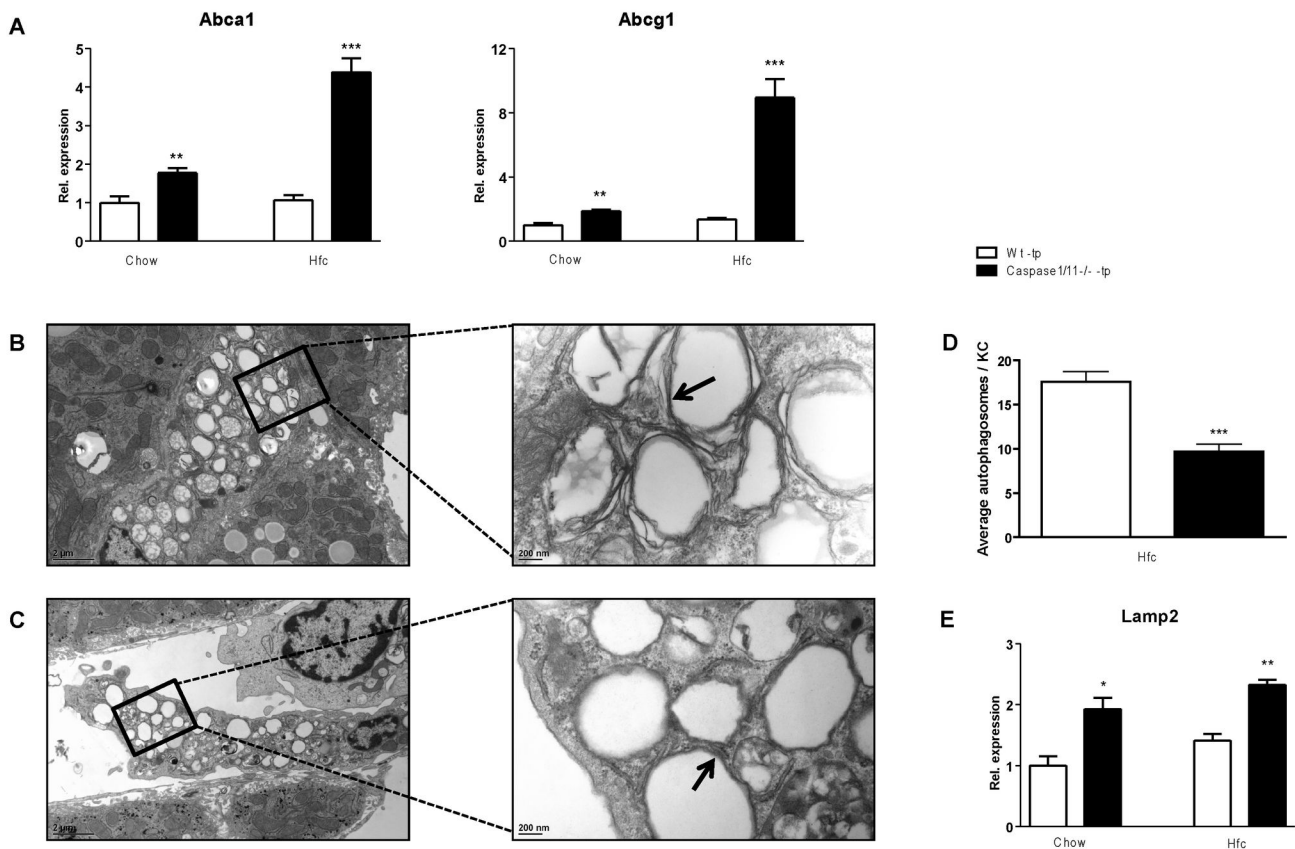 A
Abca1
Rel. expression
5
4
3
2
1
0
**
***
Chow
Hfc
Abcg1
Rel. expression
12
8
4
0
**
***
Chow
Hfc
Wt -tp
Caspase1/11-/- -tp
B
2 µm
200 nm
C
2 µm
200 nm
D
Average autophagosomes / KC
20
15
10
5
0
***
Hfc
E
Lamp2
Rel. expression
3
2
1
0
*
**
Chow
Hfc